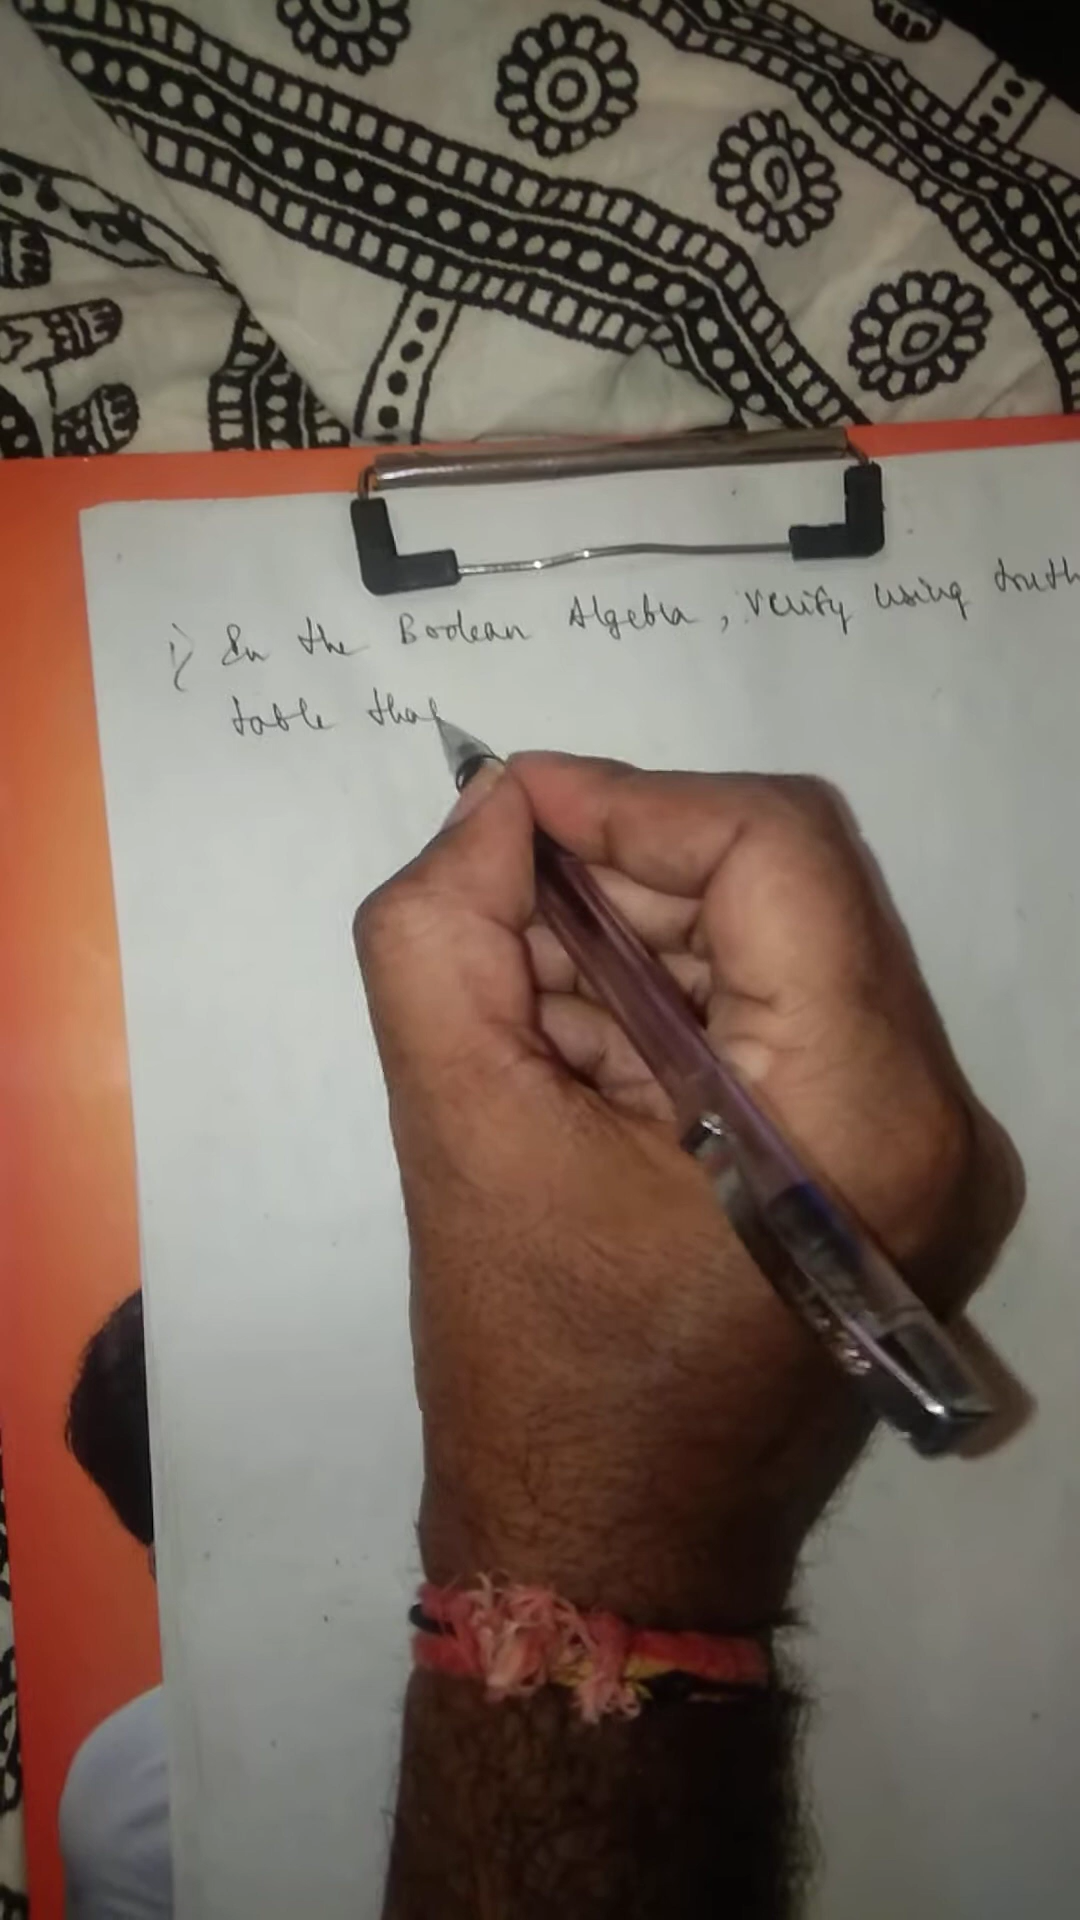 i) In the Boolean Algebra, verify using truth
table that